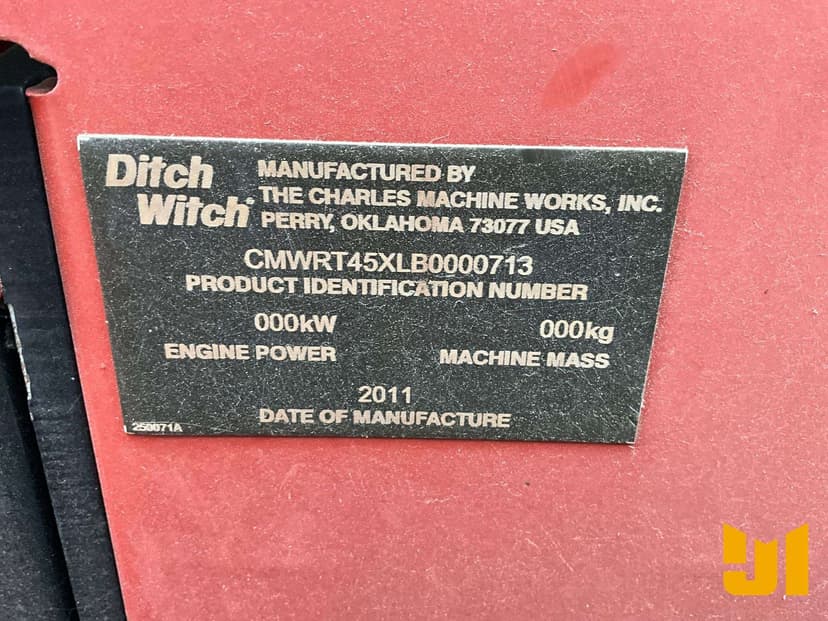 Ditch Witch®
MANUFACTURED BY
THE CHARLES MACHINE WORKS, INC.
PERRY, OKLAHOMA 73077 USA
CMWRT45XLB0000713
PRODUCT IDENTIFICATION NUMBER
000kW
ENGINE POWER
000kg
MACHINE MASS
2011
DATE OF MANUFACTURE
250071A